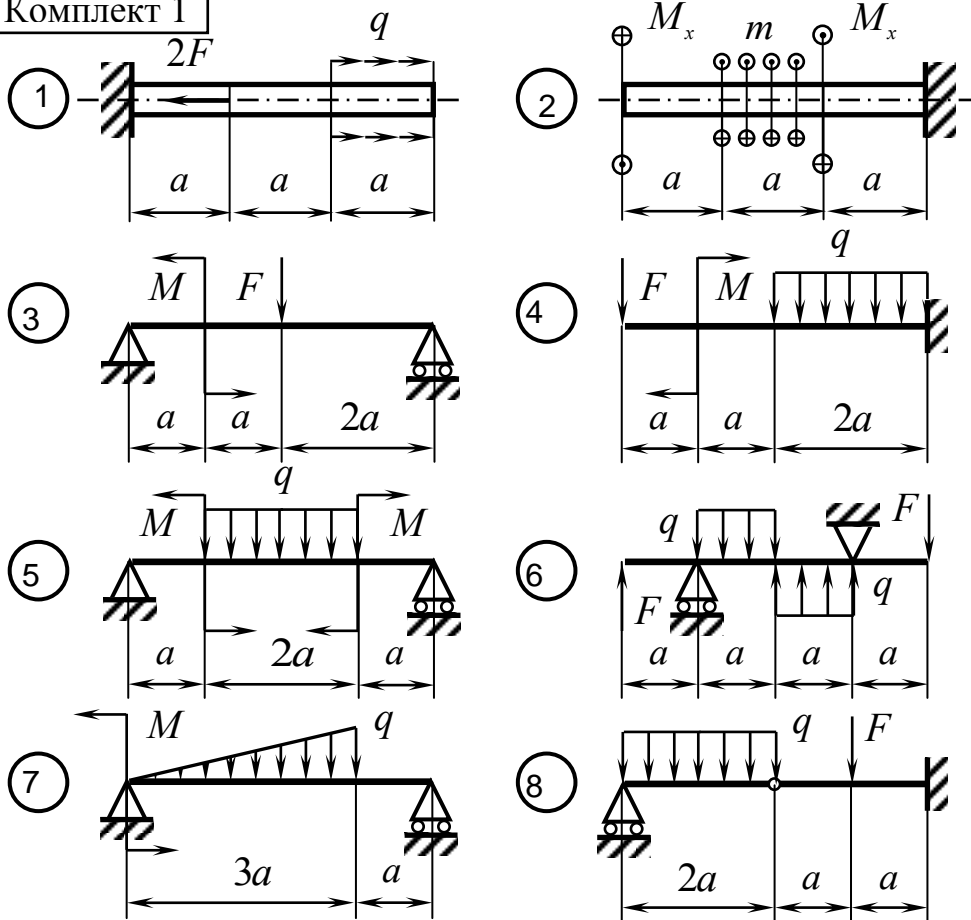 Комплект 1
1
2F
q
a a a
2
M_x m M_x
a a a
3
M F
a a 2a
4
F M q
a a 2a
5
M q M
a 2a a
6
q F
F q
a a a a
7
M q
3a a
8
q F
2a a a